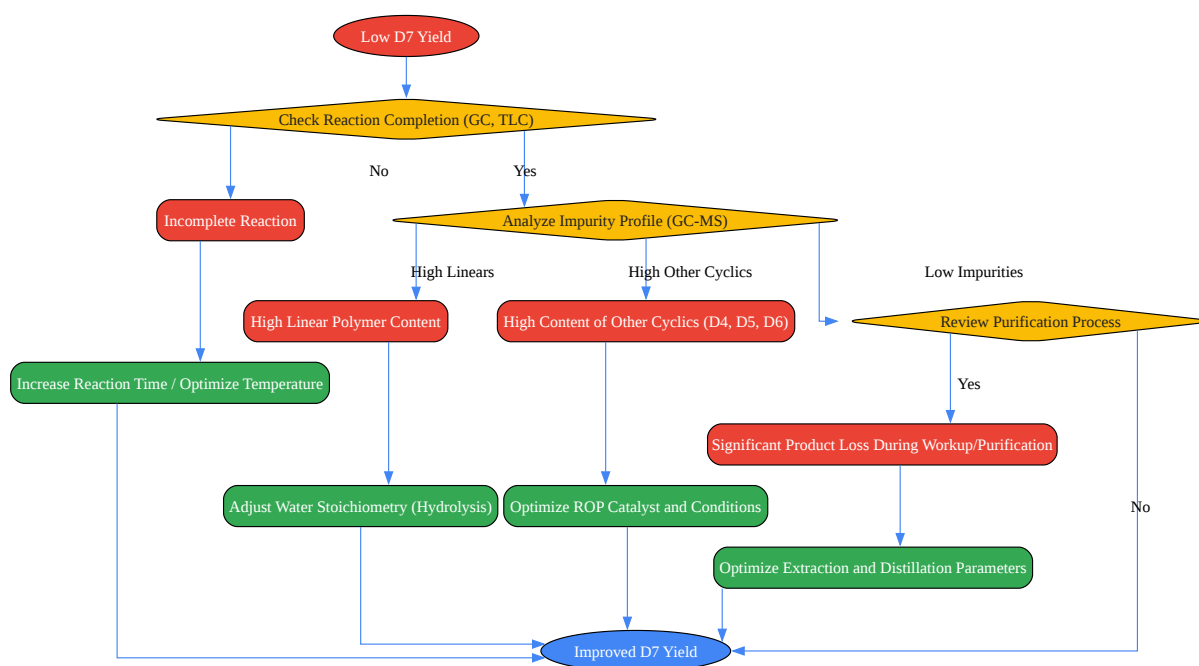 Low D7 Yield
Check Reaction Completion (GC, TLC)
No
Yes
Incomplete Reaction
Analyze Impurity Profile (GC-MS)
High Linears
High Other Cyclics
Low Impurities
High Linear Polymer Content
High Content of Other Cyclics (D4, D5, D6)
Review Purification Process
Increase Reaction Time / Optimize Temperature
Yes
Significant Product Loss During Workup/Purification
Adjust Water Stoichiometry (Hydrolysis)
Optimize ROP Catalyst and Conditions
No
Optimize Extraction and Distillation Parameters
Improved D7 Yield